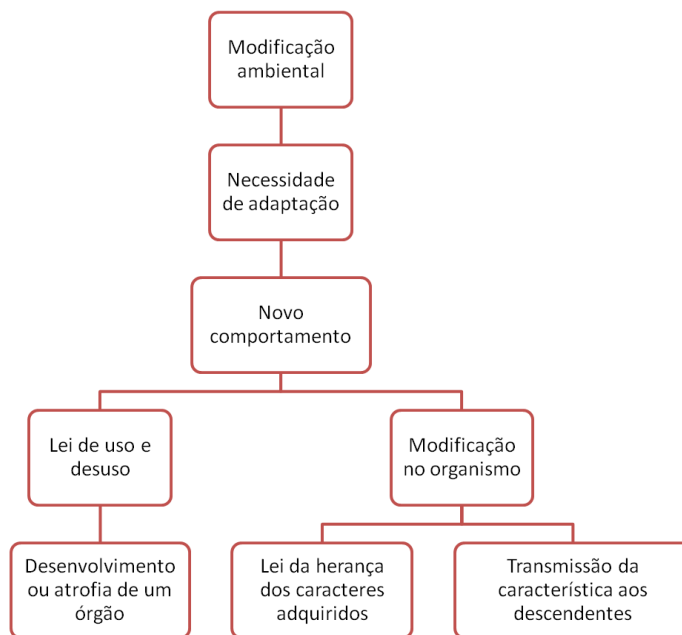 Modificação
ambiental
Necessidade
de adaptação
Novo
comportamento
Lei de uso e
desuso
Modificação
no organismo
Desenvolvimento
ou atrofia de um
órgão
Lei da herança
dos caracteres
adquiridos
Transmissão da
característica aos
descendentes